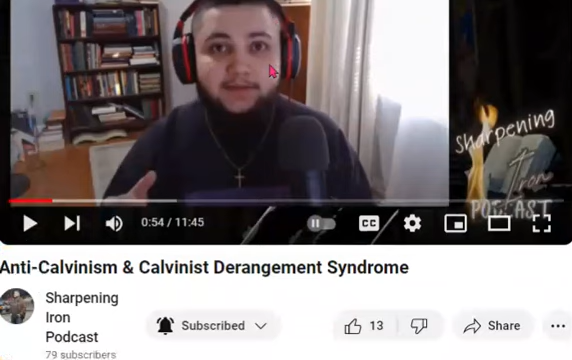 Sharpening
Iron
PODCAST
0:54 / 11:45
CC
Anti-Calvinism & Calvinist Derangement Syndrome
Sharpening
Iron
Podcast
79 subscribers
Subscribed
13
Share